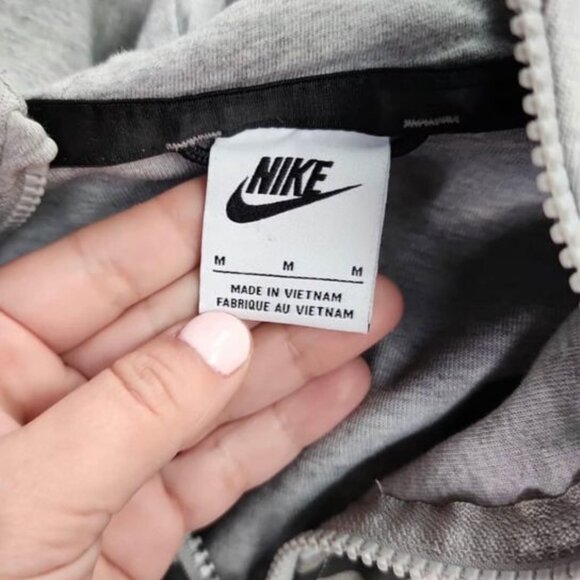 NIKE
M M M
MADE IN VIETNAM
FABRIQUE AU VIETNAM